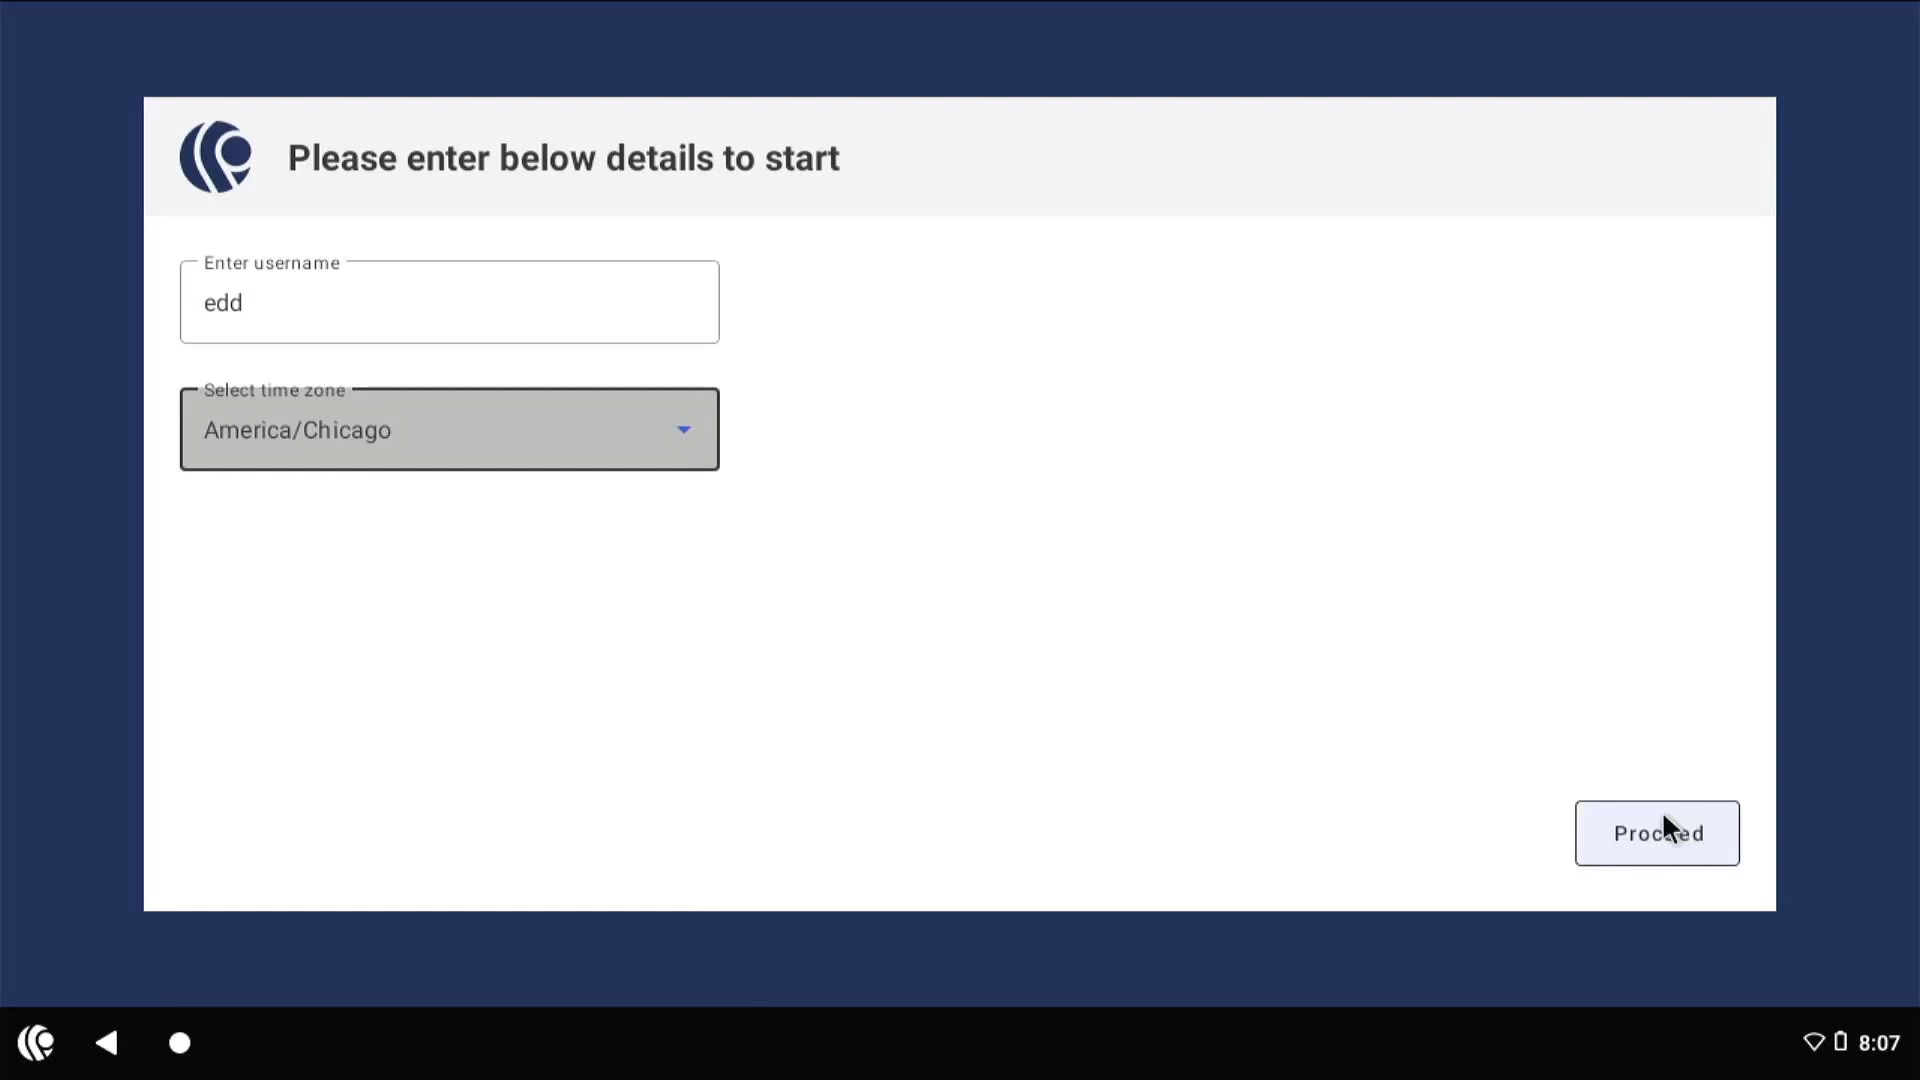 Please enter below details to start
Enter username
edd
Select time zone
America/Chicago
Proceed
8:07